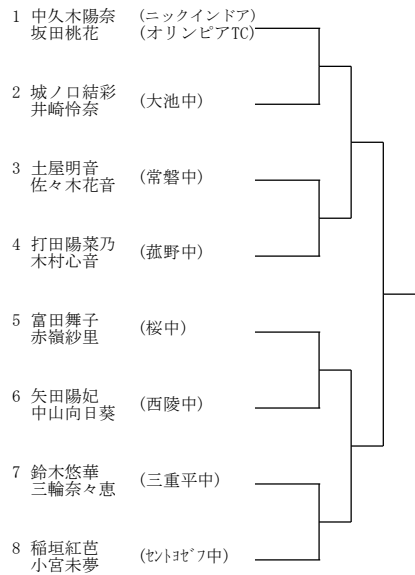 1 中久木陽奈 (ニックインドア)
坂田桃花 (オリンピアTC)
2 城ノ口結彩
井崎怜奈 (大池中)
3 土屋明音
佐々木花音 (常磐中)
4 打田陽菜乃
木村心音 (菰野中)
5 富田舞子
赤嶺紗里 (桜中)
6 矢田陽妃
中山向日葵 (西陵中)
7 鈴木悠華
三輪奈々恵 (三重平中)
8 稲垣紅芭
小宮未夢 (ｾﾝﾄﾖｾﾞﾌ中)